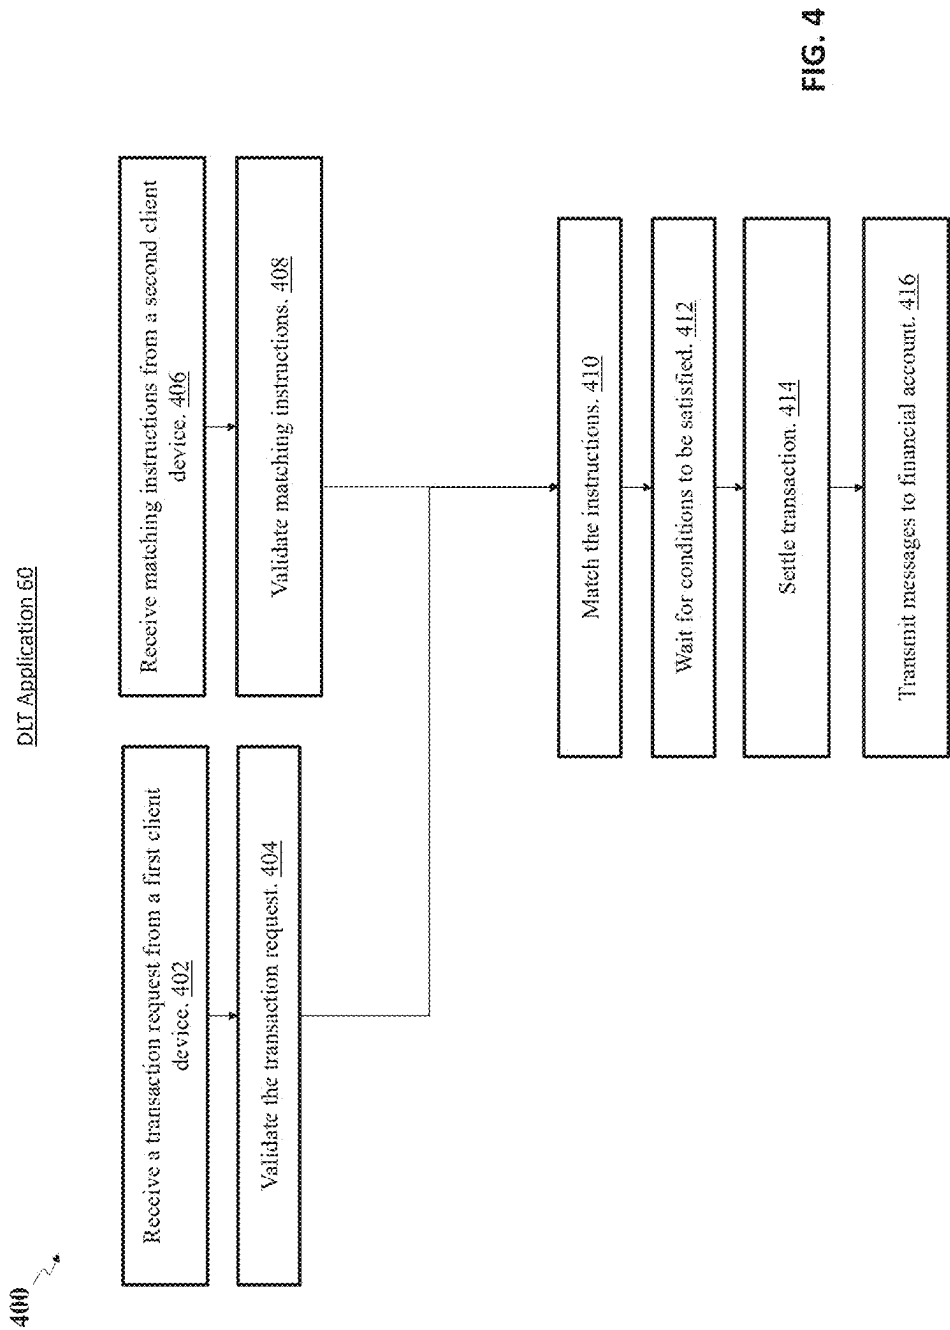 400
DLT Application 60
Receive a transaction request from a first client
device. 402
Validate the transaction request. 404
Receive matching instructions from a second client
device. 406
Validate matching instructions. 408
Match the instructions. 410
Wait for conditions to be satisfied. 412
Settle transaction. 414
Transmit messages to financial account. 416
FIG. 4